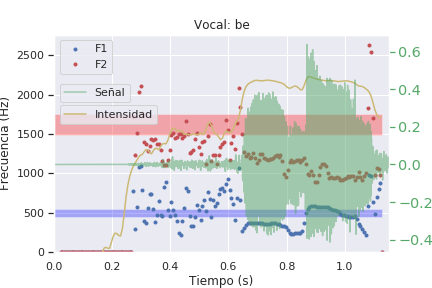 Vocal: be
F1
F2
Señal
Intensidad
Frecuencia (Hz)
2500
2000
1500
1000
500
0
0.6
0.4
0.2
0.0
−0.2
−0.4
0.0 0.2 0.4 0.6 0.8 1.0
Tiempo (s)